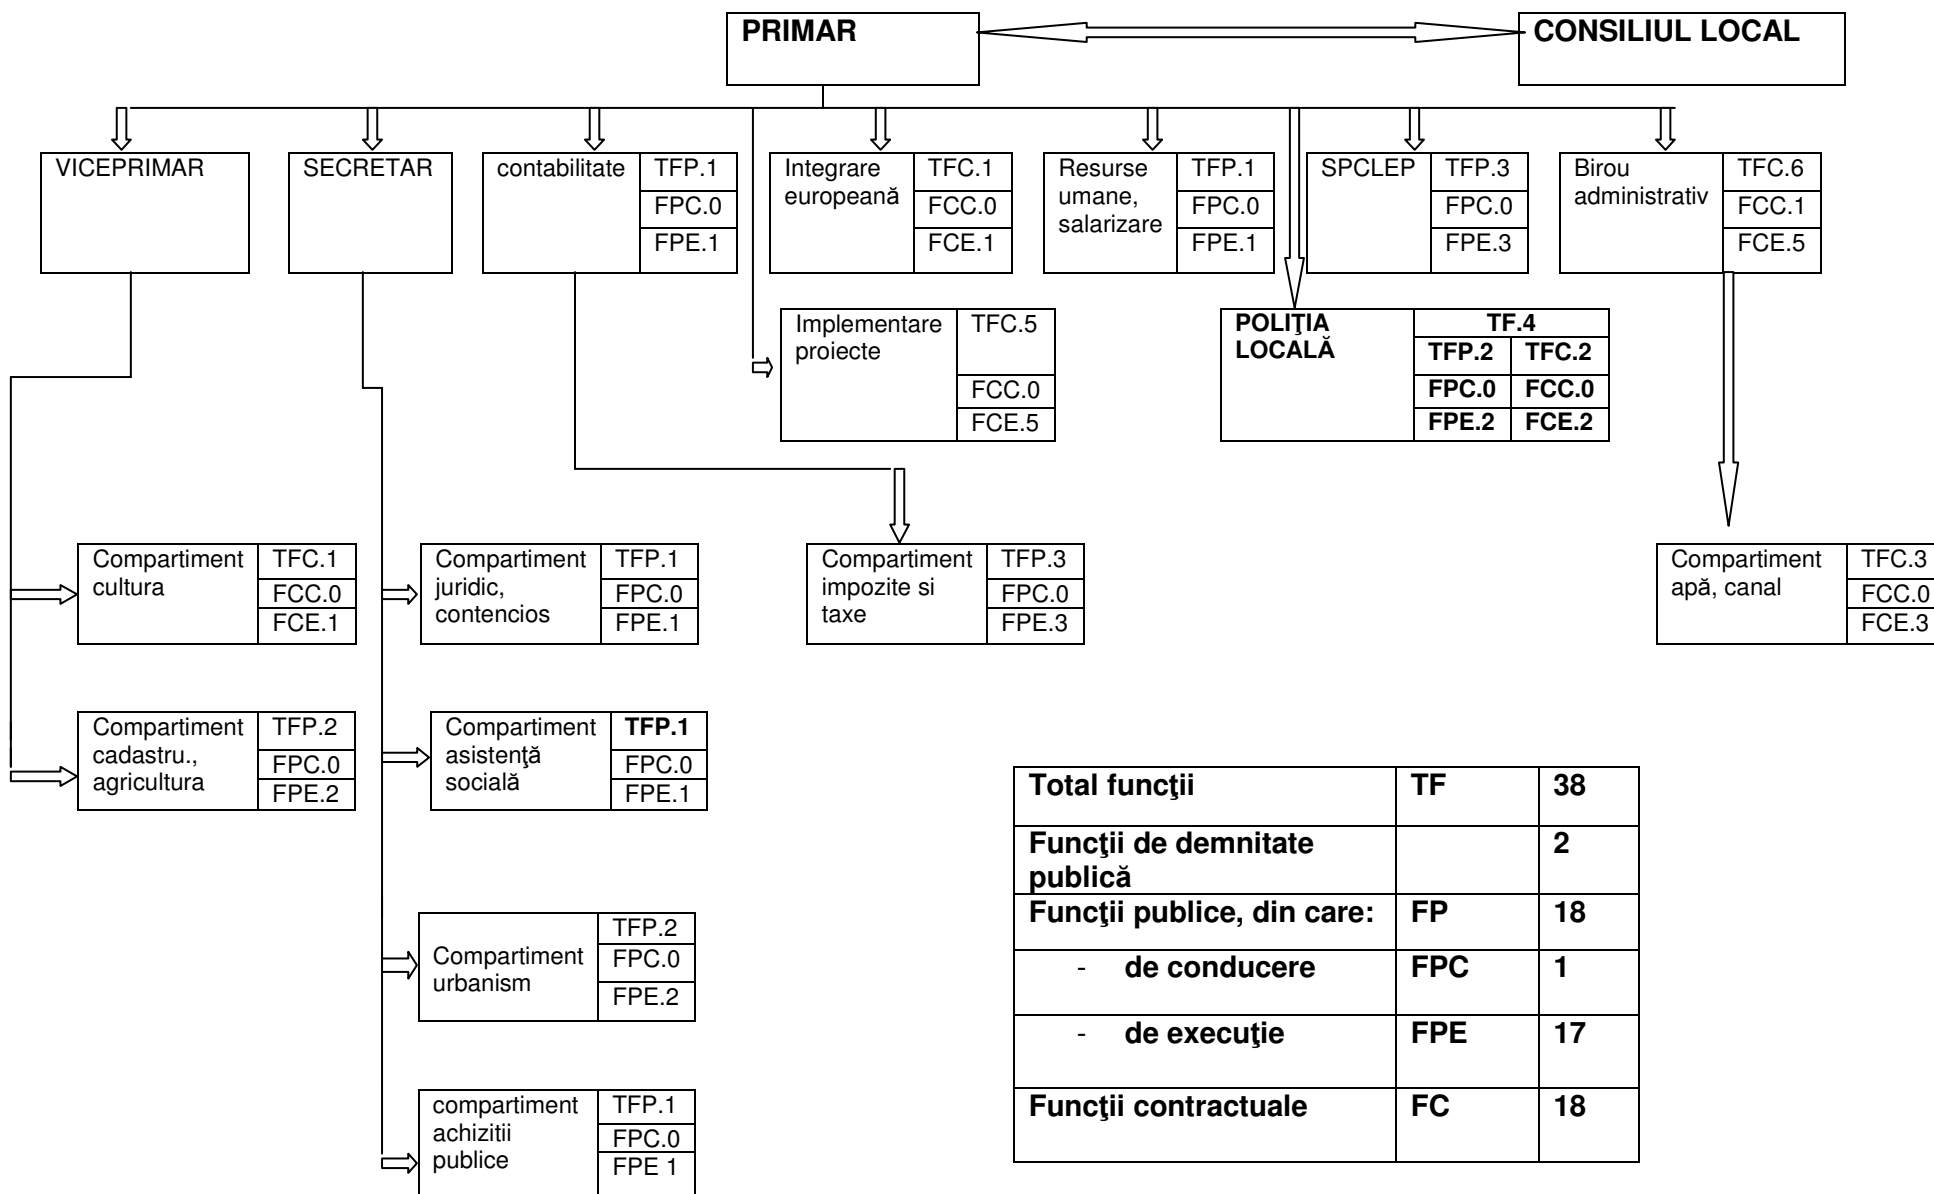 PRIMAR
CONSILIUL LOCAL
VICEPRIMAR
SECRETAR
contabilitate
TFP.1
FPC.0
FPE.1
Integrare
europeană
TFC.1
FCC.0
FCE.1
Resurse
umane,
salarizare
TFP.1
FPC.0
FPE.1
SPCLEP
TFP.3
FPC.0
FPE.3
Birou
administrativ
TFC.6
FCC.1
FCE.5
Implementare
proiecte
TFC.5
FCC.0
FCE.5
POLIŢIA
LOCALĂ
TF.4
TFP.2 TFC.2
FPC.0 FCC.0
FPE.2 FCE.2
Compartiment
cultura
TFC.1
FCC.0
FCE.1
Compartiment
juridic,
contencios
TFP.1
FPC.0
FPE.1
Compartiment
impozite si
taxe
TFP.3
FPC.0
FPE.3
Compartiment
apă, canal
TFC.3
FCC.0
FCE.3
Compartiment
cadastru.,
agricultura
TFP.2
FPC.0
FPE.2
Compartiment
asistenţă
socială
TFP.1
FPC.0
FPE.1
Compartiment
urbanism
TFP.2
FPC.0
FPE.2
compartiment
achizitii
publice
TFP.1
FPC.0
FPE 1
Total funcţii TF 38
Funcţii de demnitate
publică 2
Funcţii publice, din care: FP 18
- de conducere FPC 1
- de execuţie FPE 17
Funcţii contractuale FC 18